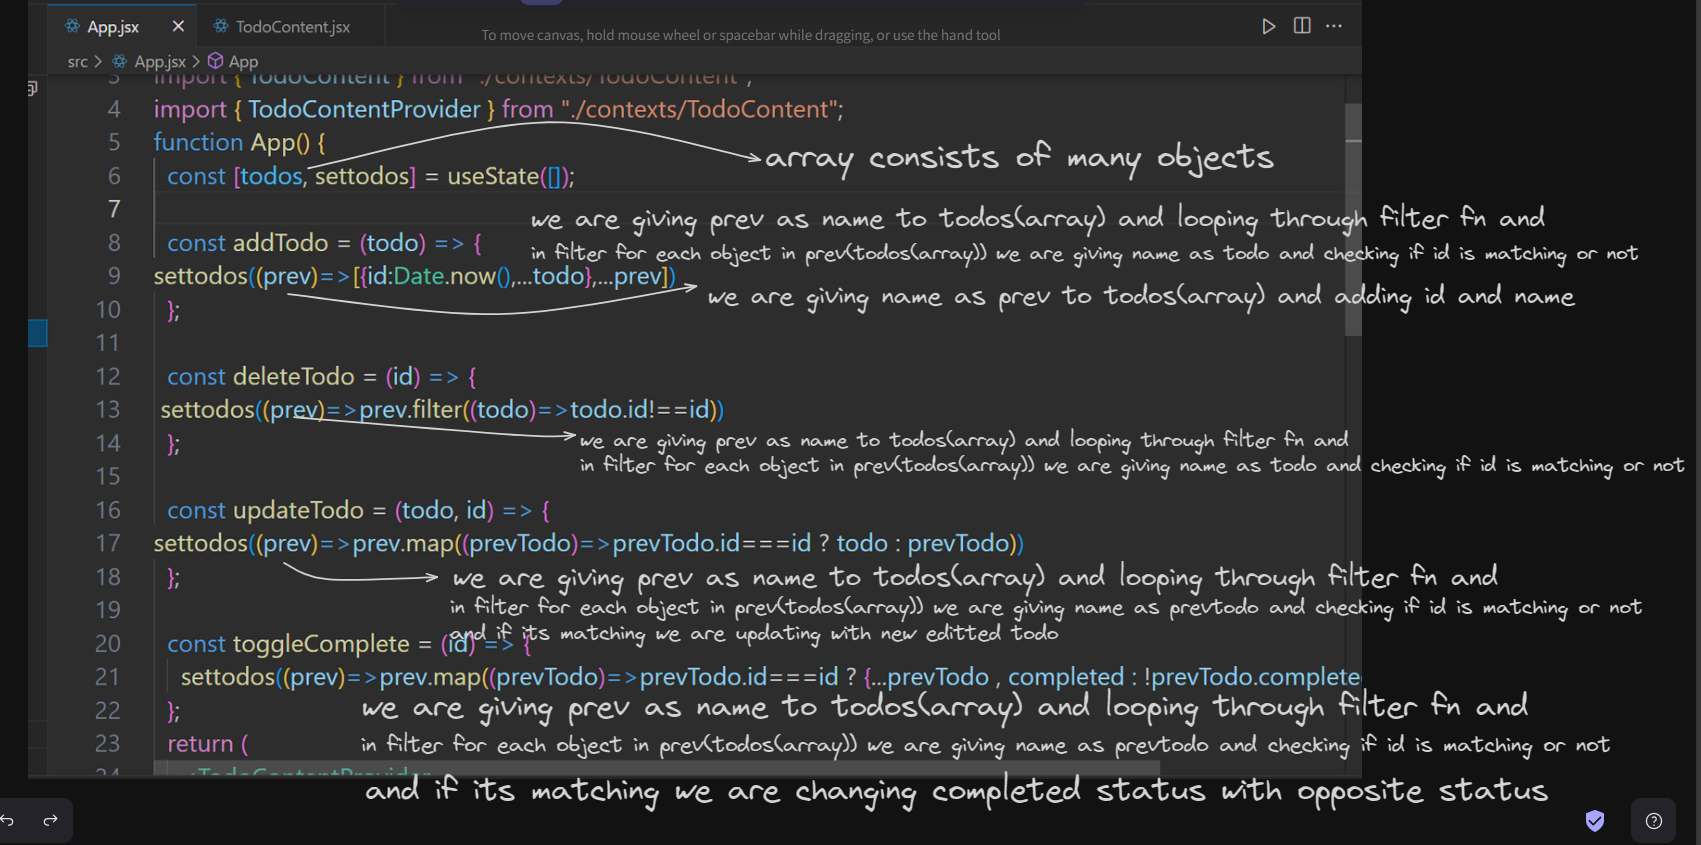 App.jsx TodoContent.jsx
To move canvas, hold mouse wheel or spacebar while dragging, or use the hand tool
src > App.jsx > App
3 import { TodoContent } from "./contexts/TodoContent";
4 import { TodoContentProvider } from "./contexts/TodoContent";
5 function App() {
array consists of many objects
6 const [todos, settodos] = useState([]);
7
we are giving prev as name to todos(array) and looping through filter fn and
8 const addTodo = (todo) => {
in filter for each object in prev(todos(array)) we are giving name as todo and checking if id is matching or not
9 settodos((prev)=>[{id:Date.now(),...todo},...prev])
we are giving name as prev to todos(array) and adding id and name
10 };
11
12 const deleteTodo = (id) => {
13 settodos((prev)=>prev.filter((todo)=>todo.id!==id))
14 };
we are giving prev as name to todos(array) and looping through filter fn and
in filter for each object in prev(todos(array)) we are giving name as todo and checking if id is matching or not
15
16 const updateTodo = (todo, id) => {
17 settodos((prev)=>prev.map((prevTodo)=>prevTodo.id===id ? todo : prevTodo))
18 };
we are giving prev as name to todos(array) and looping through filter fn and
19
in filter for each object in prev(todos(array)) we are giving name as prevtodo and checking if id is matching or not
and if its matching we are updating with new editted todo
20 const toggleComplete = (id) => {
21 settodos((prev)=>prev.map((prevTodo)=>prevTodo.id===id ? {...prevTodo , completed : !prevTodo.complete
22 };
we are giving prev as name to todos(array) and looping through filter fn and
23 return (
in filter for each object in prev(todos(array)) we are giving name as prevtodo and checking if id is matching or not
24 <TodoContentProvider
and if its matching we are changing completed status with opposite status